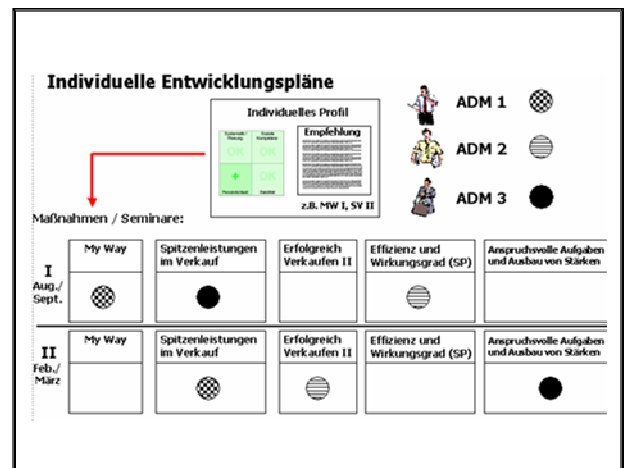 Individuelle Entwicklungspläne
Individuelles Profil
OK
OK
+
OK
Empfehlung
z.B. MW I, SV II
ADM 1
ADM 2
ADM 3
Maßnahmen / Seminare:
I
Aug./
Sept.
My Way
Spitzenleistungen
im Verkauf
Erfolgreich
Verkaufen II
Effizienz und
Wirkungsgrad (SP)
Anspruchsvolle Aufgaben
und Ausbau von Stärken
II
Feb./
März
My Way
Spitzenleistungen
im Verkauf
Erfolgreich
Verkaufen II
Effizienz und
Wirkungsgrad (SP)
Anspruchsvolle Aufgaben
und Ausbau von Stärken